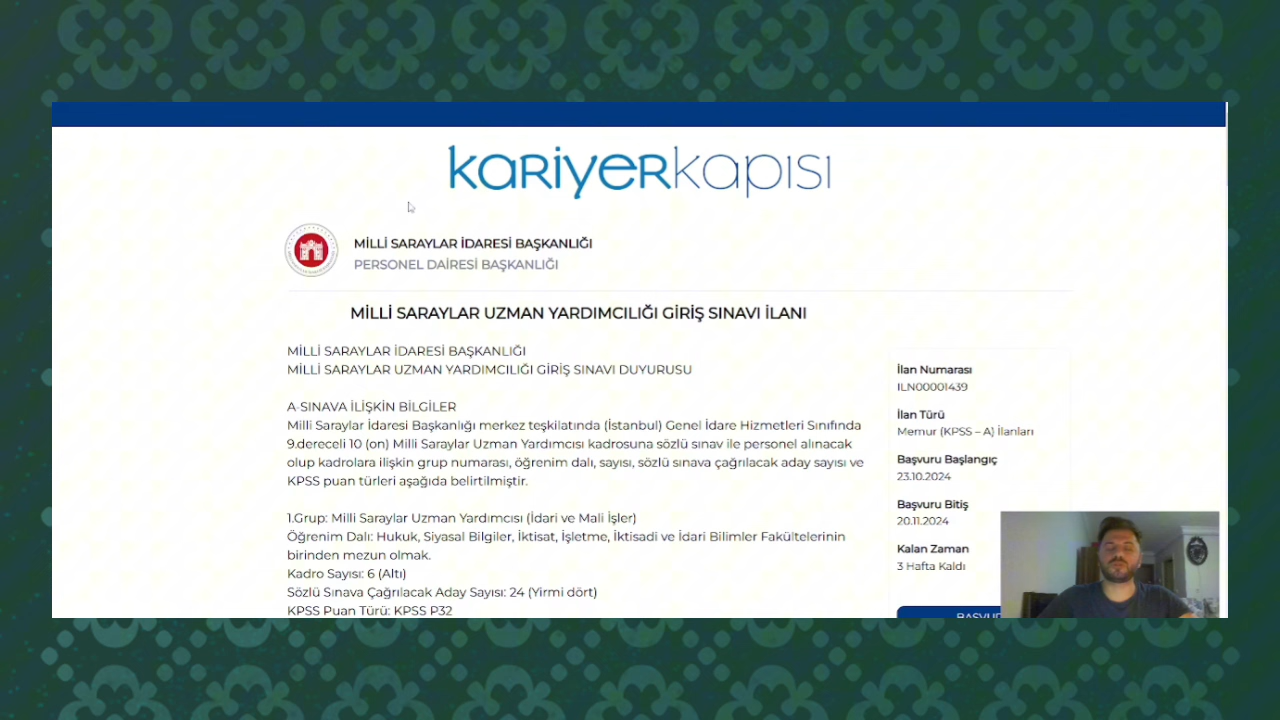 kariyerkapısı
MİLLİ SARAYLAR İDARESİ BAŞKANLIĞI
PERSONEL DAİRESİ BAŞKANLIĞI
MİLLİ SARAYLAR UZMAN YARDIMCILIĞI GİRİŞ SINAVI İLANI
MİLLİ SARAYLAR İDARESİ BAŞKANLIĞI
MİLLİ SARAYLAR UZMAN YARDIMCILIĞI GİRİŞ SINAVI DUYURUSU
A-SINAVA İLİŞKİN BİLGİLER
Milli Saraylar İdaresi Başkanlığı merkez teşkilatında (İstanbul) Genel İdare Hizmetleri Sınıfında
9.dereceli 10 (on) Milli Saraylar Uzman Yardımcısı kadrosuna sözlü sınav ile personel alınacak
olup kadrolara ilişkin grup numarası, öğrenim dalı, sayısı, sözlü sınava çağrılacak aday sayısı ve
KPSS puan türleri aşağıda belirtilmiştir.
1.Grup: Milli Saraylar Uzman Yardımcısı (İdari ve Mali İşler)
Öğrenim Dalı: Hukuk, Siyasal Bilgiler, İktisat, İşletme, İktisadi ve İdari Bilimler Fakültelerinin
birinden mezun olmak.
Kadro Sayısı: 6 (Altı)
Sözlü Sınava Çağrılacak Aday Sayısı: 24 (Yirmi dört)
KPSS Puan Türü: KPSS P32
İlan Numarası
ILN00001439
İlan Türü
Memur (KPSS – A) İlanları
Başvuru Başlangıç
23.10.2024
Başvuru Bitiş
20.11.2024
Kalan Zaman
3 Hafta Kaldı